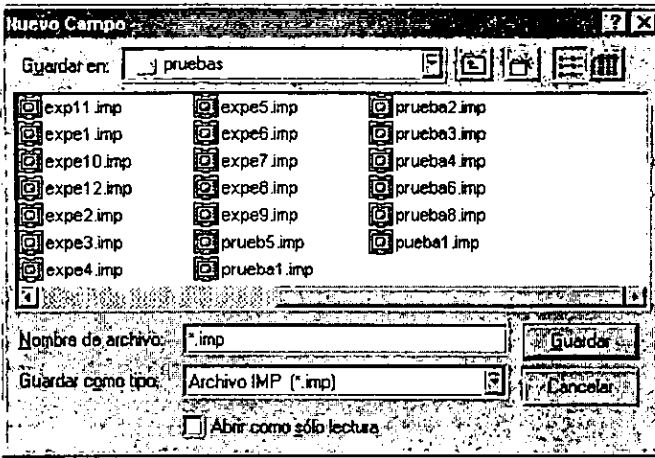 Nuevo Campo
Guardar en: pruebas
exp11.imp expe5.imp prueba2.imp
expe1.imp expe6.imp prueba3.imp
expe10.imp expe7.imp prueba4.imp
expe12.imp expe8.imp prueba6.imp
expe2.imp expe9.imp prueba8.imp
expe3.imp prueb5.imp pueba1.imp
expe4.imp prueba1.imp
Nombre de archivo: *.imp Guardar
Guardar como tipo: Archivo IMP (*.imp) Cancelar
Abrir como sólo lectura